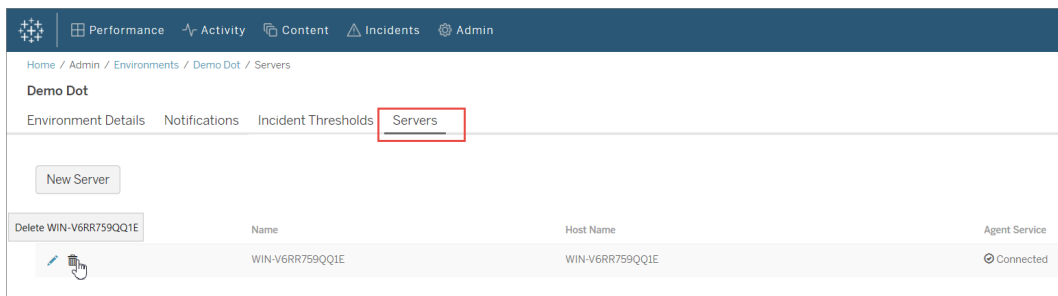 Performance Activity Content Incidents Admin
Home / Admin / Environments / Demo Dot / Servers
Demo Dot
Environment Details Notifications Incident Thresholds Servers
New Server
Delete WIN-V6RR759QQ1E
Name Host Name Agent Service
WIN-V6RR759QQ1E WIN-V6RR759QQ1E Connected